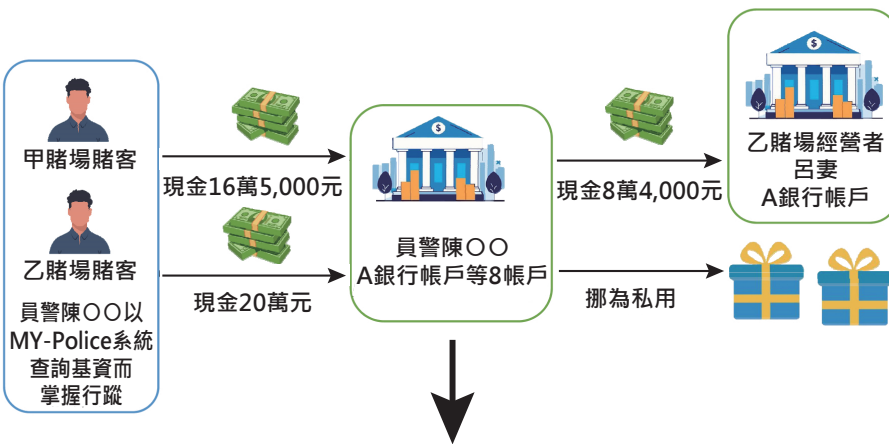 甲賭場賭客
乙賭場賭客
員警陳〇〇以
MY-Police系統
查詢基資而
掌握行蹤
現金16萬5,000元
現金20萬元
$
員警陳〇〇
A銀行帳戶等8帳戶
現金8萬4,000元
挪為私用
$
乙賭場經營者
呂妻
A銀行帳戶